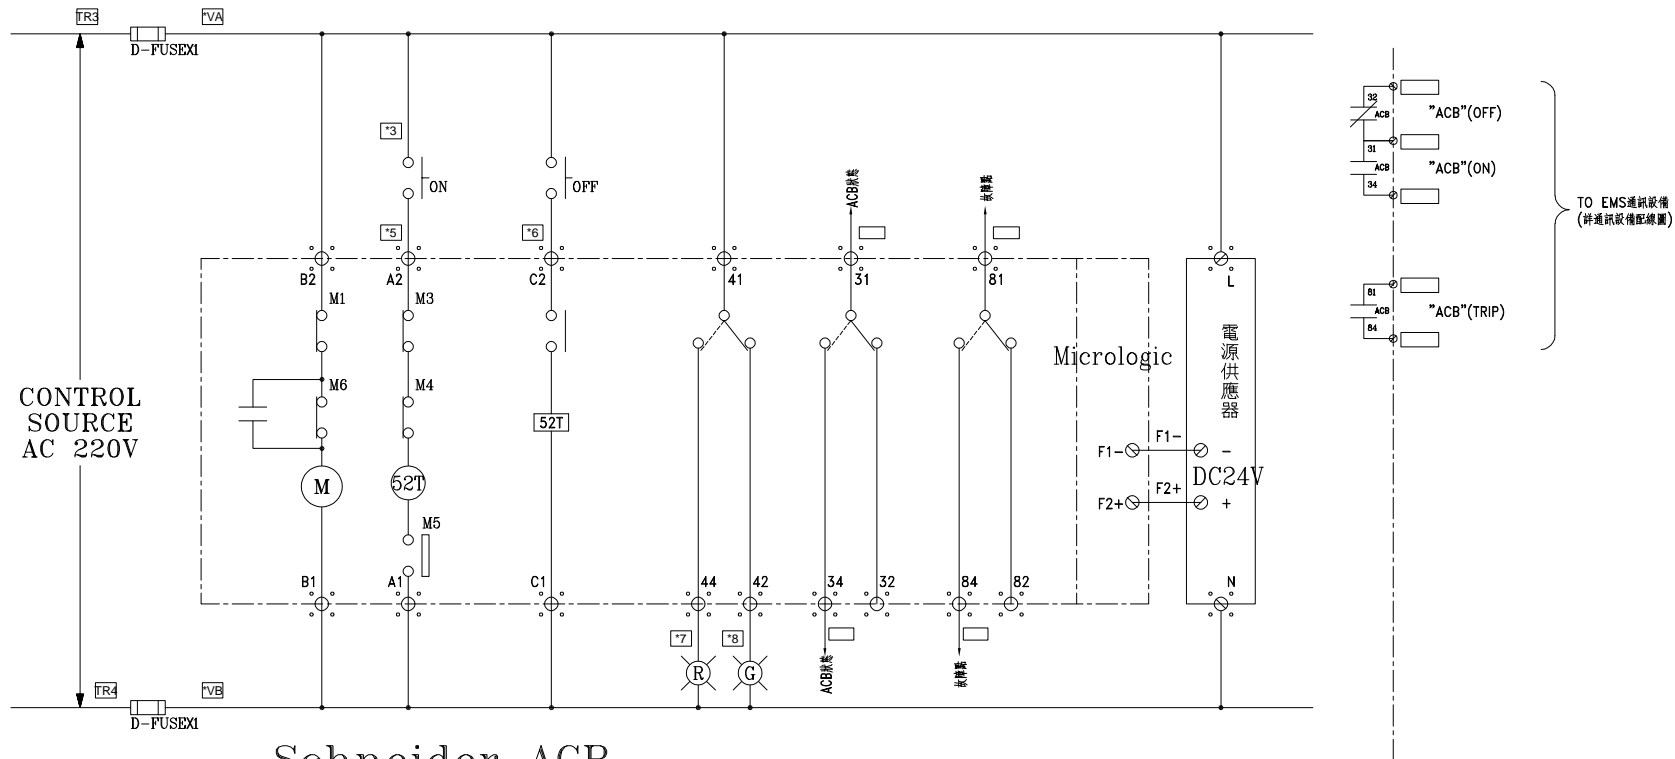 TR3
*VA
D-FUSEX1
*3
ON
OFF
*5
*6
ACB狀態
故障點
32
ACB
"ACB"(OFF)
31
ACB
"ACB"(ON)
34
TO EMS通訊設備
(詳通訊設備配線圖)
81
ACB
"ACB"(TRIP)
84
B2
A2
C2
41
31
81
L
M1
M3
M6
M4
52T
Micrologic
電源供應器
CONTROL
SOURCE
AC 220V
M
52T
M5
F1-
F1-
-
DC24V
F2+
F2+
+
B1
A1
C1
44
42
34
32
84
82
N
*7
*8
R
G
ACB狀態
故障點
TR4
*VB
D-FUSEX1
Schneider ACB